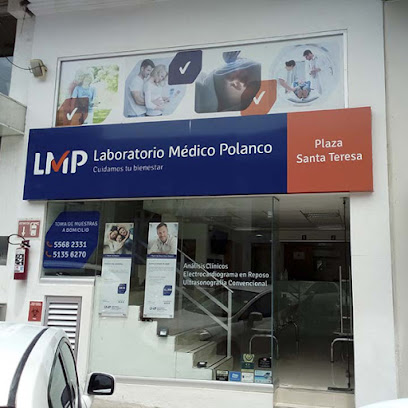 LMP Laboratorio Médico Polanco
Cuidamos tu bienestar
Plaza
Santa Teresa
TOMA DE MUESTRAS
A DOMICILIO
5568 2331
5135 6270
Análisis Clínicos
Electrocardiograma en Reposo
Ultrasonografía Convencional